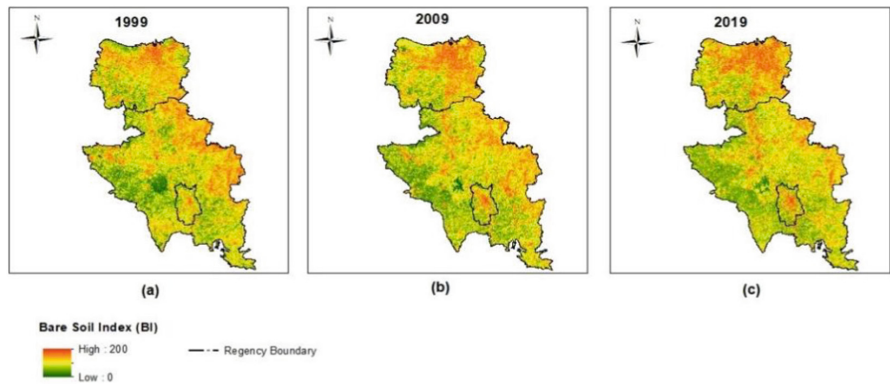 N
1999
N
2009
N
2019
(a)
(b)
(c)
Bare Soil Index (BI)
High : 200
Low : 0
Regency Boundary